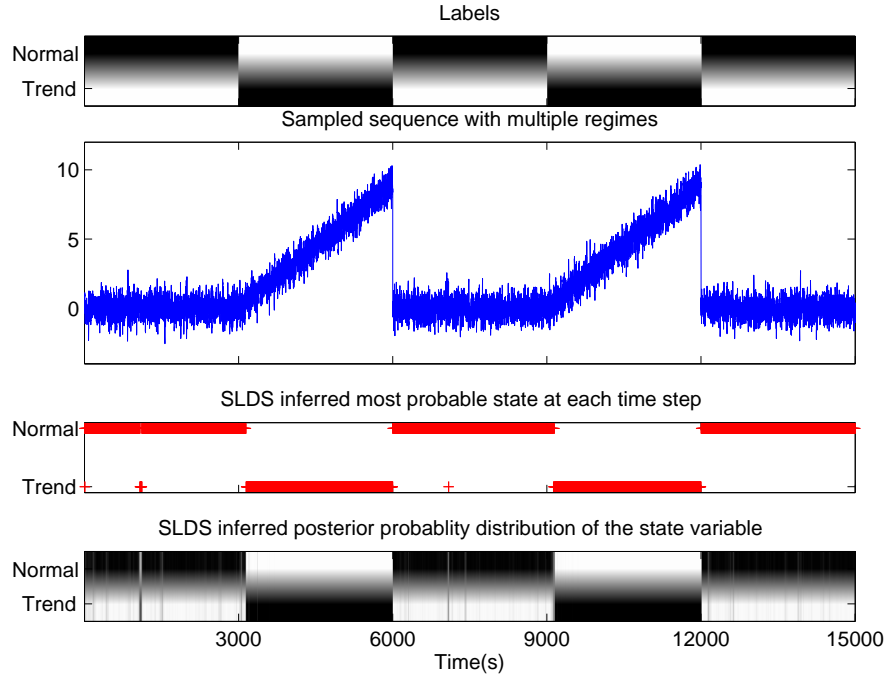 Labels
Normal
Trend
Sampled sequence with multiple regimes
10
5
0
SLDS inferred most probable state at each time step
Normal
Trend
SLDS inferred posterior probablity distribution of the state variable
Normal
Trend
3000 6000 9000 12000 15000
Time(s)